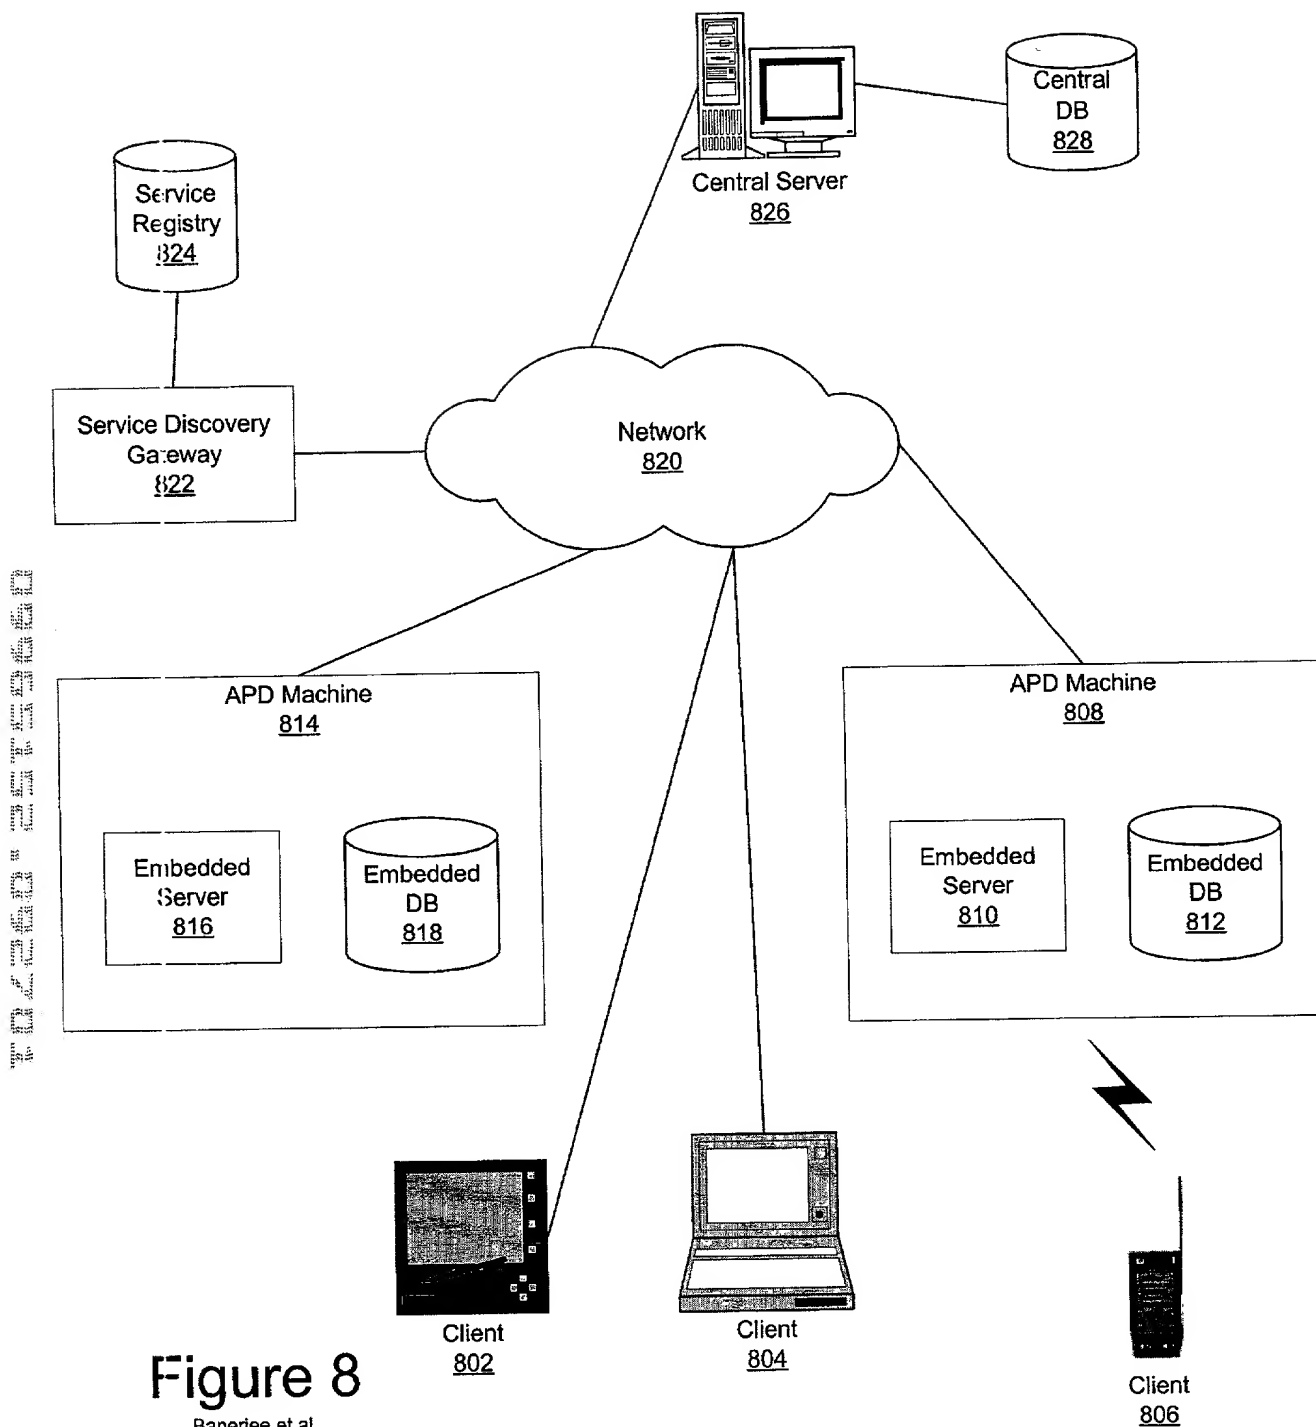 Central
DB
828
Central Server
826
Service
Registry
824
Service Discovery
Gateway
822
Network
820
APD Machine
814
APD Machine
808
Embedded
Server
816
Embedded
DB
818
Embedded
Server
810
Embedded
DB
812
Client
802
Client
804
Client
806
Figure 8
Banerjee et al